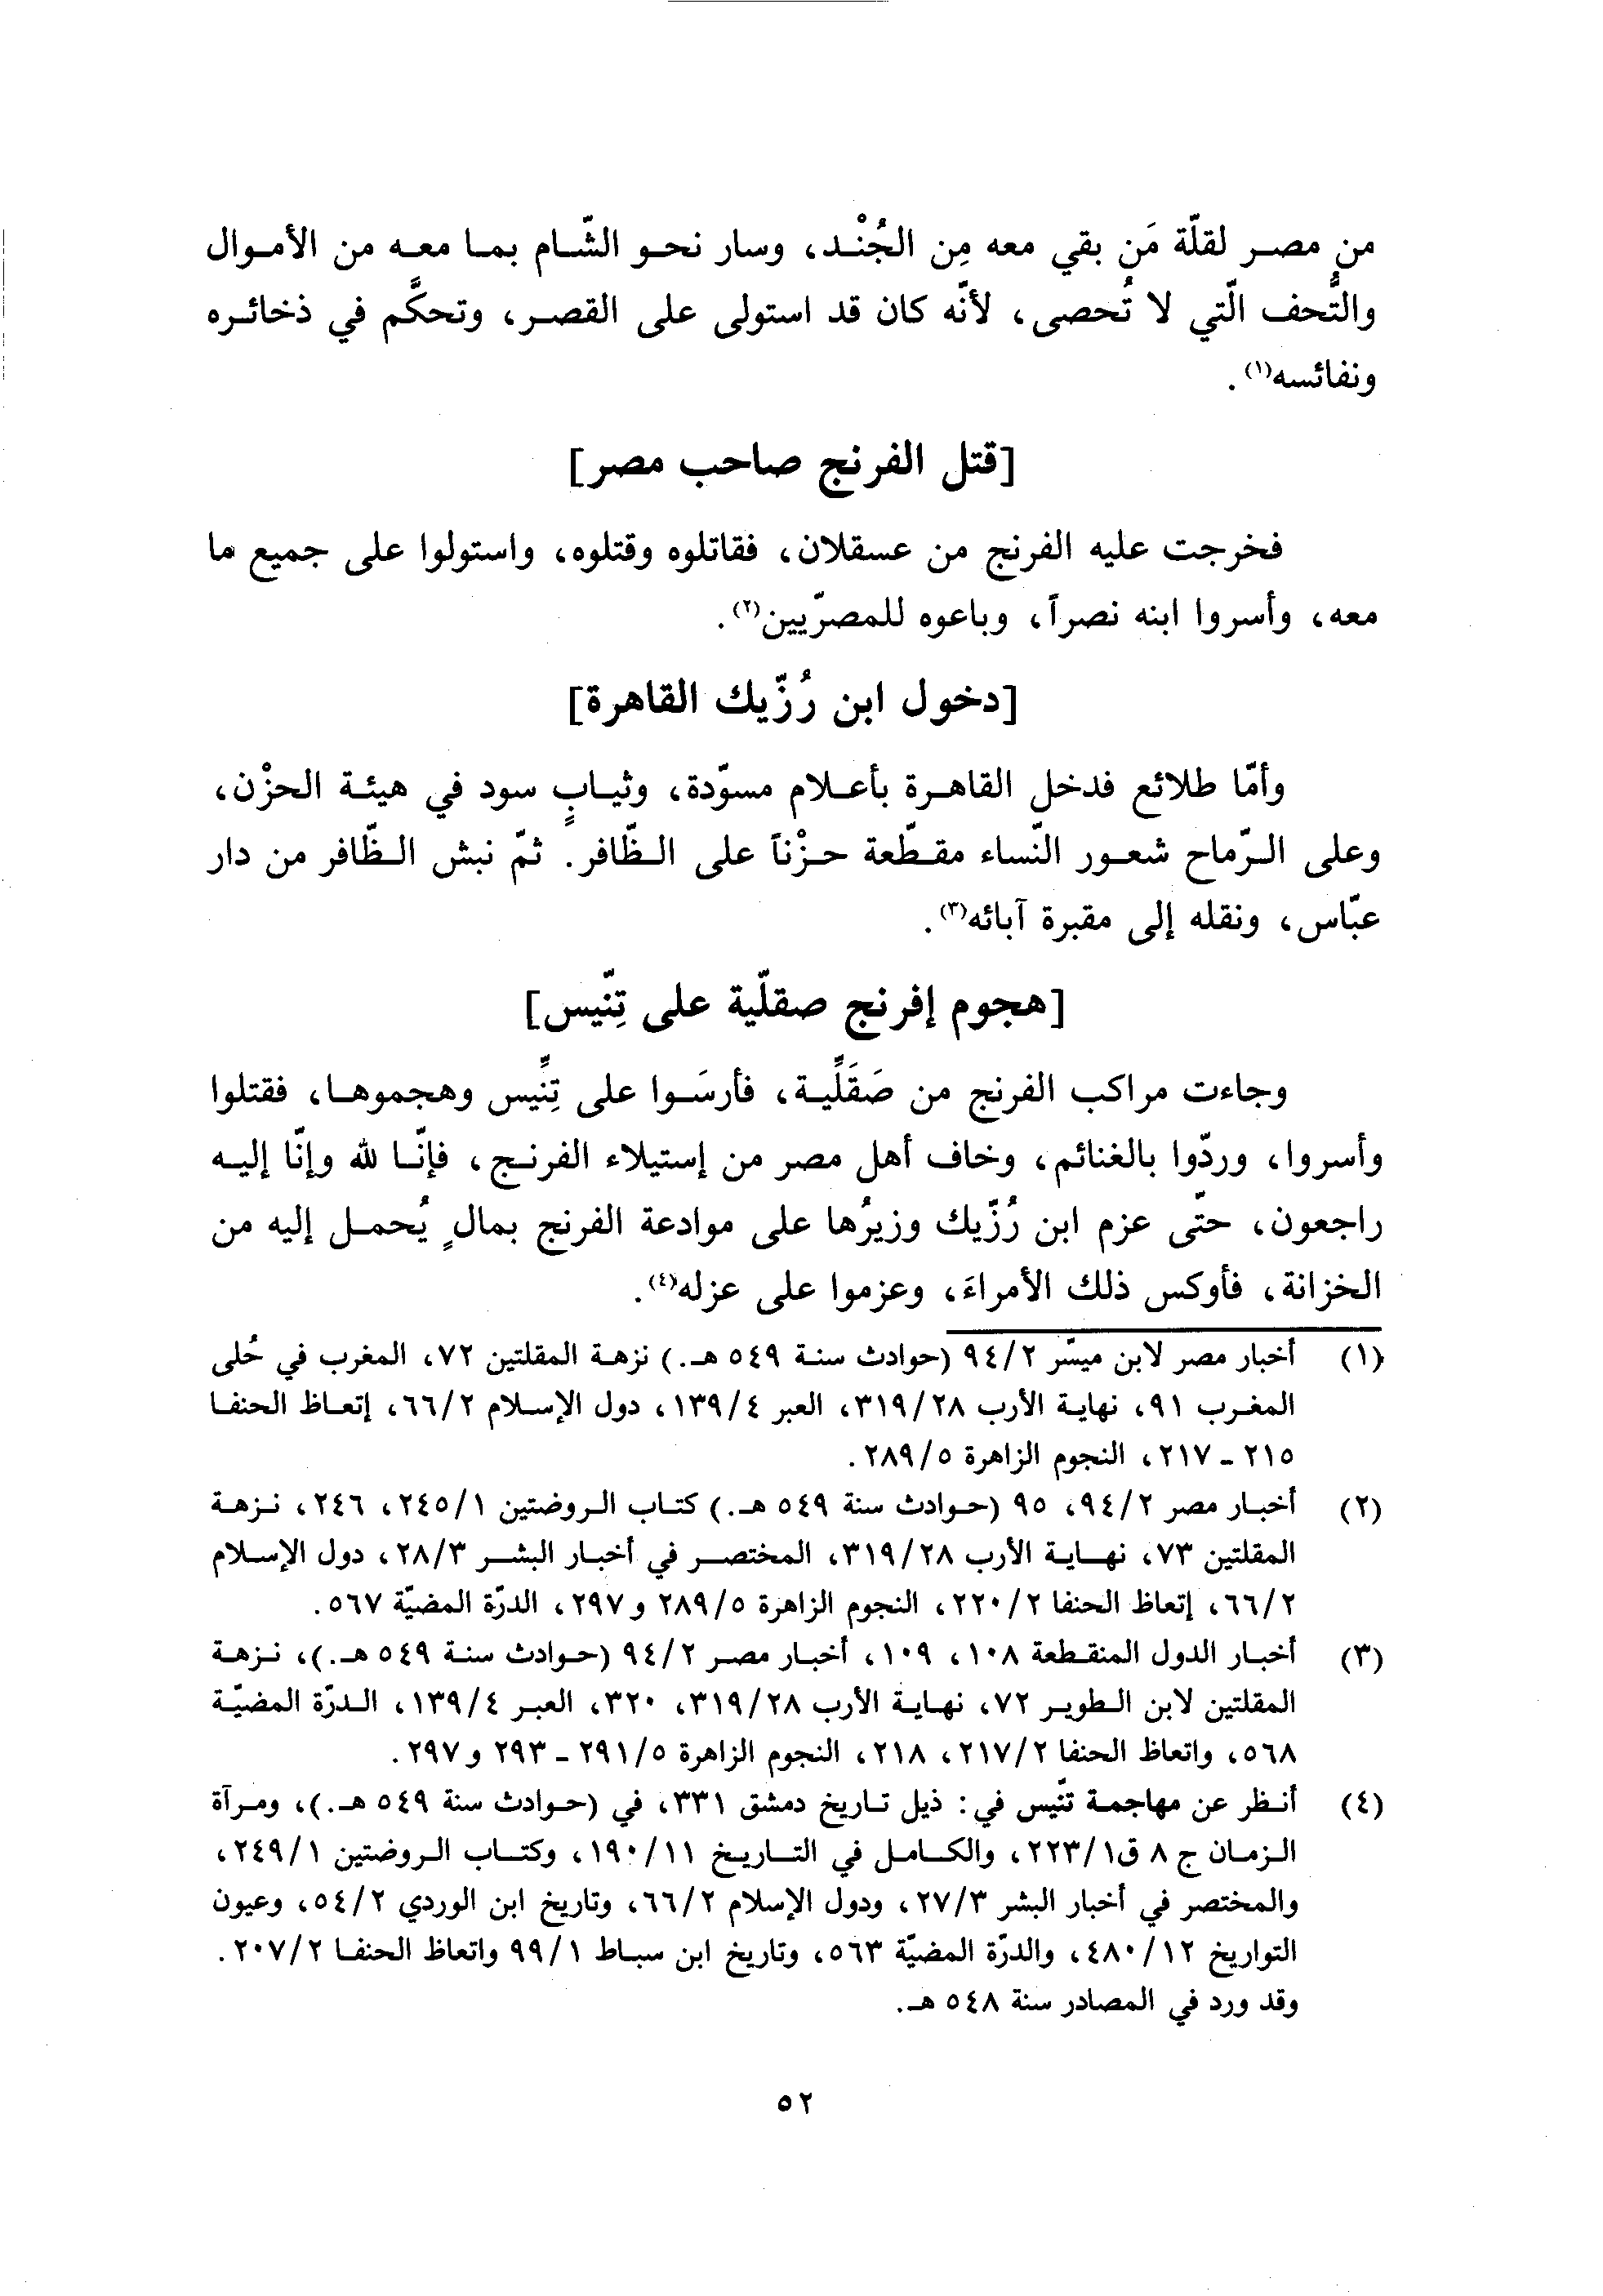 من مصر لقلّة مَن بقي معه مِن الجُنْد، وسار نحو الشّام بما معه من الأموال
والتُّحف الّتي لا تُحصى، لأنّه كان قد استولى على القصر، وتحكَّم في ذخائره
ونفائسه(١).
[قتل الفرنج صاحب مصر]
فخرجت عليه الفرنج من عسقلان، فقاتلوه وقتلوه، واستولوا على جميع ما
معه، وأسروا ابنه نصراً، وباعوه للمصرّيين(٢).
[دخول ابن رُزّيك القاهرة]
وأمّا طلائع فدخل القاهرة بأعلام مسوّدة، وثيابٍ سود في هيئة الحزْن،
وعلى الرّماح شعور النّساء مقطّعة حزْناً على الظّافر. ثمّ نبش الظّافر من دار
عبّاس، ونقله إلى مقبرة آبائه(٣).
[هجوم إفرنج صقلّية على تِنّيس]
وجاءت مراكب الفرنج من صَقَلِّية، فأرسَوا على تِنِّيس وهجموها، فقتلوا
وأسروا، وردّوا بالغنائم، وخاف أهل مصر من إستيلاء الفرنج، فإنّا لله وإنّا إليه
راجعون، حتّى عزم ابن رُزّيك وزيرُها على موادعة الفرنج بمالٍ يُحمل إليه من
الخزانة، فأوكس ذلك الأمراءَ، وعزموا على عزله(٤).
(١) أخبار مصر لابن ميسّر ٩٤/٢ (حوادث سنة ٥٤٩ هـ.) نزهة المقلتين ٧٢، المغرب في حُلى
المغرب ٩١، نهاية الأرب ٣١٩/٢٨، العبر ١٣٩/٤، دول الإسلام ٦٦/٢، إتعاظ الحنفا
٢١٥ - ٢١٧، النجوم الزاهرة ٢٨٩/٥.
(٢) أخبار مصر ٩٤/٢، ٩٥ (حوادث سنة ٥٤٩ هـ.) كتاب الروضتين ٢٤٥/١، ٢٤٦، نزهة
المقلتين ٧٣، نهاية الأرب ٣١٩/٢٨، المختصر في أخبار البشر ٢٨/٣، دول الإسلام
٦٦/٢، إتعاظ الحنفا ٢٢٠/٢، النجوم الزاهرة ٢٨٩/٥ و٢٩٧، الدرّة المضيّة ٥٦٧.
(٣) أخبار الدول المنقطعة ١٠٨، ١٠٩، أخبار مصر ٩٤/٢ (حوادث سنة ٥٤٩ هـ.)، نزهة
المقلتين لابن الطوير ٧٢، نهاية الأرب ٣١٩/٢٨، ٣٢٠، العبر ١٣٩/٤، الدرّة المضيّة
٥٦٨، واتعاظ الحنفا ٢١٧/٢، ٢١٨، النجوم الزاهرة ٢٩١/٥ - ٢٩٣ و٢٩٧.
(٤) أنظر عن مهاجمة تنّيس في: ذيل تاريخ دمشق ٣٣١، في (حوادث سنة ٥٤٩ هـ.)، ومرآة
الزمان ج ٨ ق٢٢٣/١، والكامل في التاريخ ١٩٠/١١، وكتاب الروضتين ٢٤٩/١،
والمختصر في أخبار البشر ٢٧/٣، ودول الإسلام ٦٦/٢، وتاريخ ابن الوردي ٥٤/٢، وعيون
التواريخ ٤٨٠/١٢، والدرّة المضيّة ٥٦٣، وتاريخ ابن سباط ٩٩/١ واتعاظ الحنفا ٢٠٧/٢.
وقد ورد في المصادر سنة ٥٤٨ هـ.
٥٢